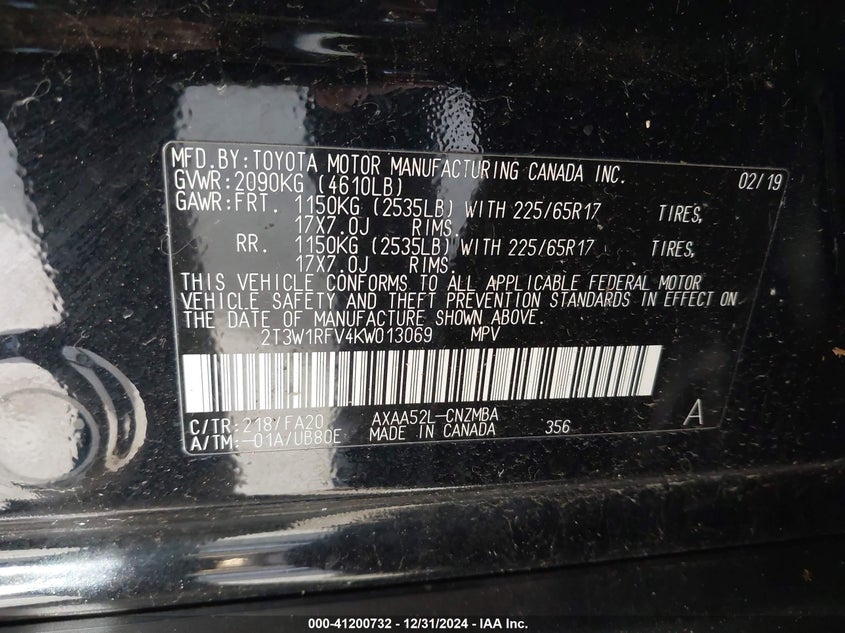 MFD.BY:TOYOTA MOTOR MANUFACTURING CANADA INC. 02/19
GVWR:2090KG (4610LB)
GAWR:FRT. 1150KG (2535LB) WITH 225/65R17 TIRES,
17X7.0J RIMS.
RR. 1150KG (2535LB) WITH 225/65R17 TIRES,
17X7.0J RIMS.
THIS VEHICLE CONFORMS TO ALL APPLICABLE FEDERAL MOTOR
VEHICLE SAFETY AND THEFT PREVENTION STANDARDS IN EFFECT ON
THE DATE OF MANUFACTURE SHOWN ABOVE.
2T3W1RFV4KW013069 MPV
C/TR:218/FA20 AXAA52L-CNZMBA
A/TM:-01A/UB80E MADE IN CANADA 356 A
000-41200732 - 12/31/2024 - IAA Inc.